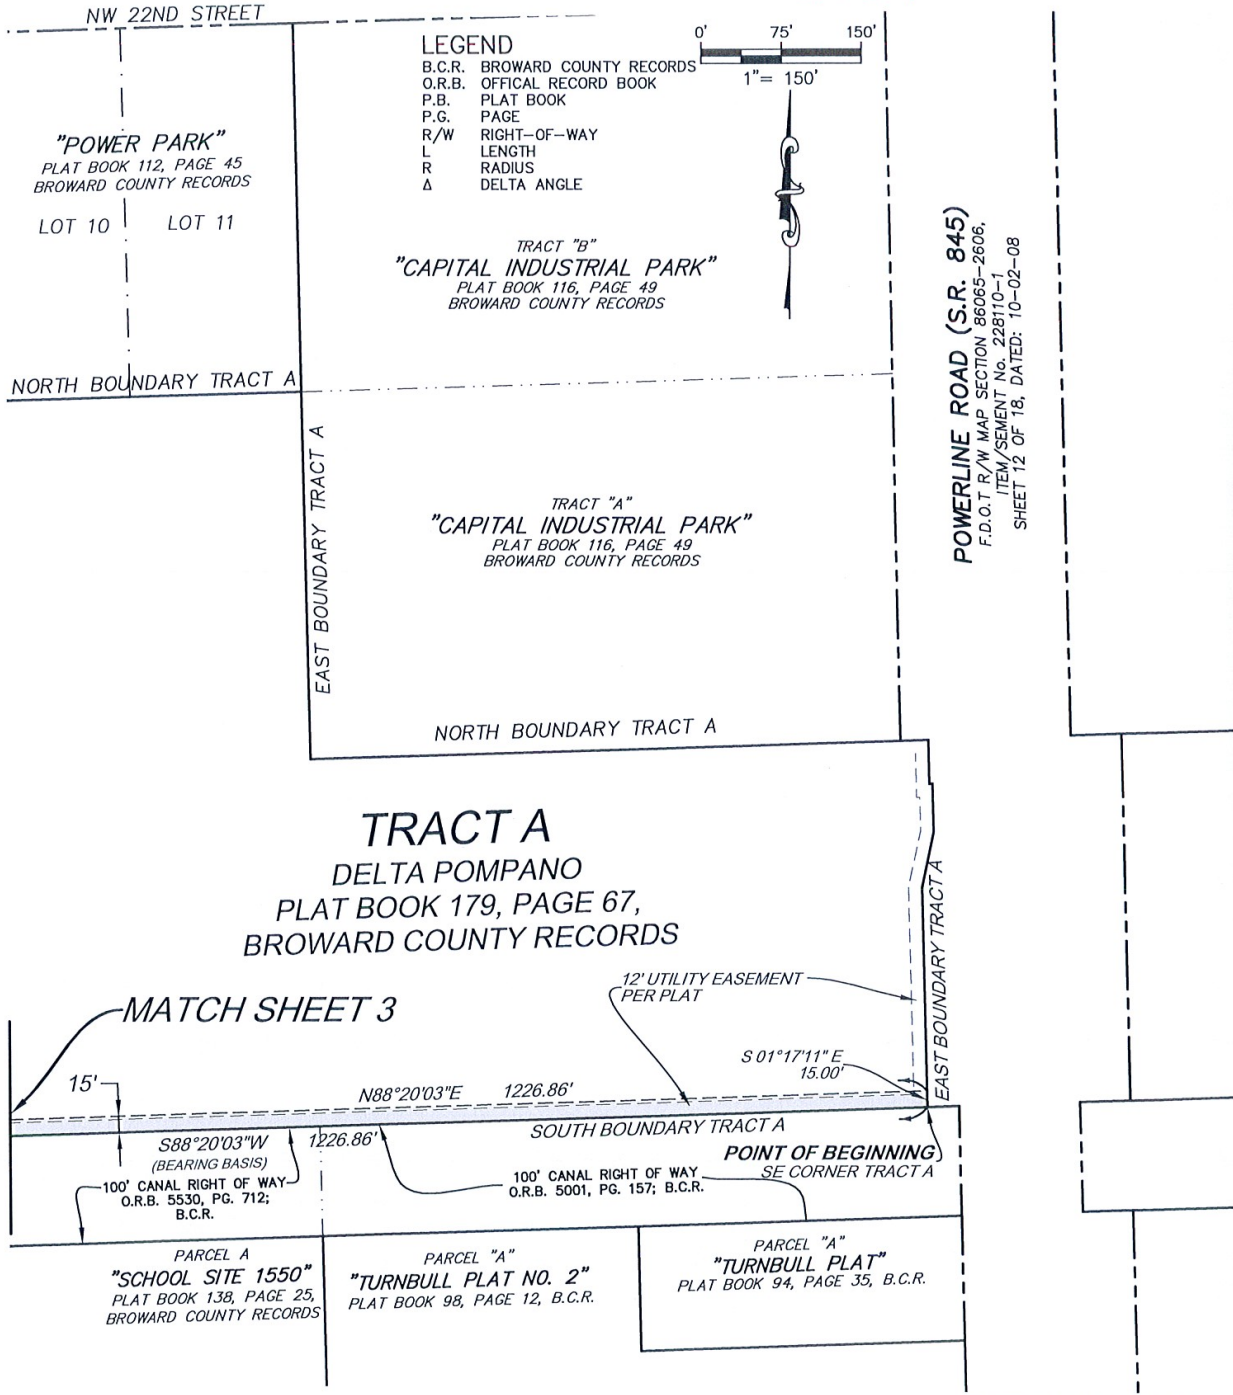 NW 22ND STREET
LEGEND
B.C.R. BROWARD COUNTY RECORDS
O.R.B. OFFICAL RECORD BOOK
P.B. PLAT BOOK
P.G. PAGE
R/W RIGHT-OF-WAY
L LENGTH
R RADIUS
Δ DELTA ANGLE
0' 75' 150'
1"= 150'
"POWER PARK"
PLAT BOOK 112, PAGE 45
BROWARD COUNTY RECORDS
LOT 10 LOT 11
TRACT "B"
"CAPITAL INDUSTRIAL PARK"
PLAT BOOK 116, PAGE 49
BROWARD COUNTY RECORDS
POWERLINE ROAD (S.R. 845)
F.D.O.T R/W MAP SECTION 86065-2606,
ITEM/SEMENT No. 228110-1
SHEET 12 OF 18, DATED: 10-02-08
NORTH BOUNDARY TRACT A
EAST BOUNDARY TRACT A
TRACT "A"
"CAPITAL INDUSTRIAL PARK"
PLAT BOOK 116, PAGE 49
BROWARD COUNTY RECORDS
NORTH BOUNDARY TRACT A
TRACT A
DELTA POMPANO
PLAT BOOK 179, PAGE 67,
BROWARD COUNTY RECORDS
EAST BOUNDARY TRACT A
12' UTILITY EASEMENT
PER PLAT
MATCH SHEET 3
S 01°17'11" E
15.00'
15'
N88°20'03"E 1226.86'
S88°20'03"W 1226.86'
(BEARING BASIS)
SOUTH BOUNDARY TRACT A
POINT OF BEGINNING
SE CORNER TRACT A
100' CANAL RIGHT OF WAY
O.R.B. 5530, PG. 712;
B.C.R.
100' CANAL RIGHT OF WAY
O.R.B. 5001, PG. 157; B.C.R.
PARCEL A
"SCHOOL SITE 1550"
PLAT BOOK 138, PAGE 25,
BROWARD COUNTY RECORDS
PARCEL "A"
"TURNBULL PLAT NO. 2"
PLAT BOOK 98, PAGE 12, B.C.R.
PARCEL "A"
"TURNBULL PLAT"
PLAT BOOK 94, PAGE 35, B.C.R.